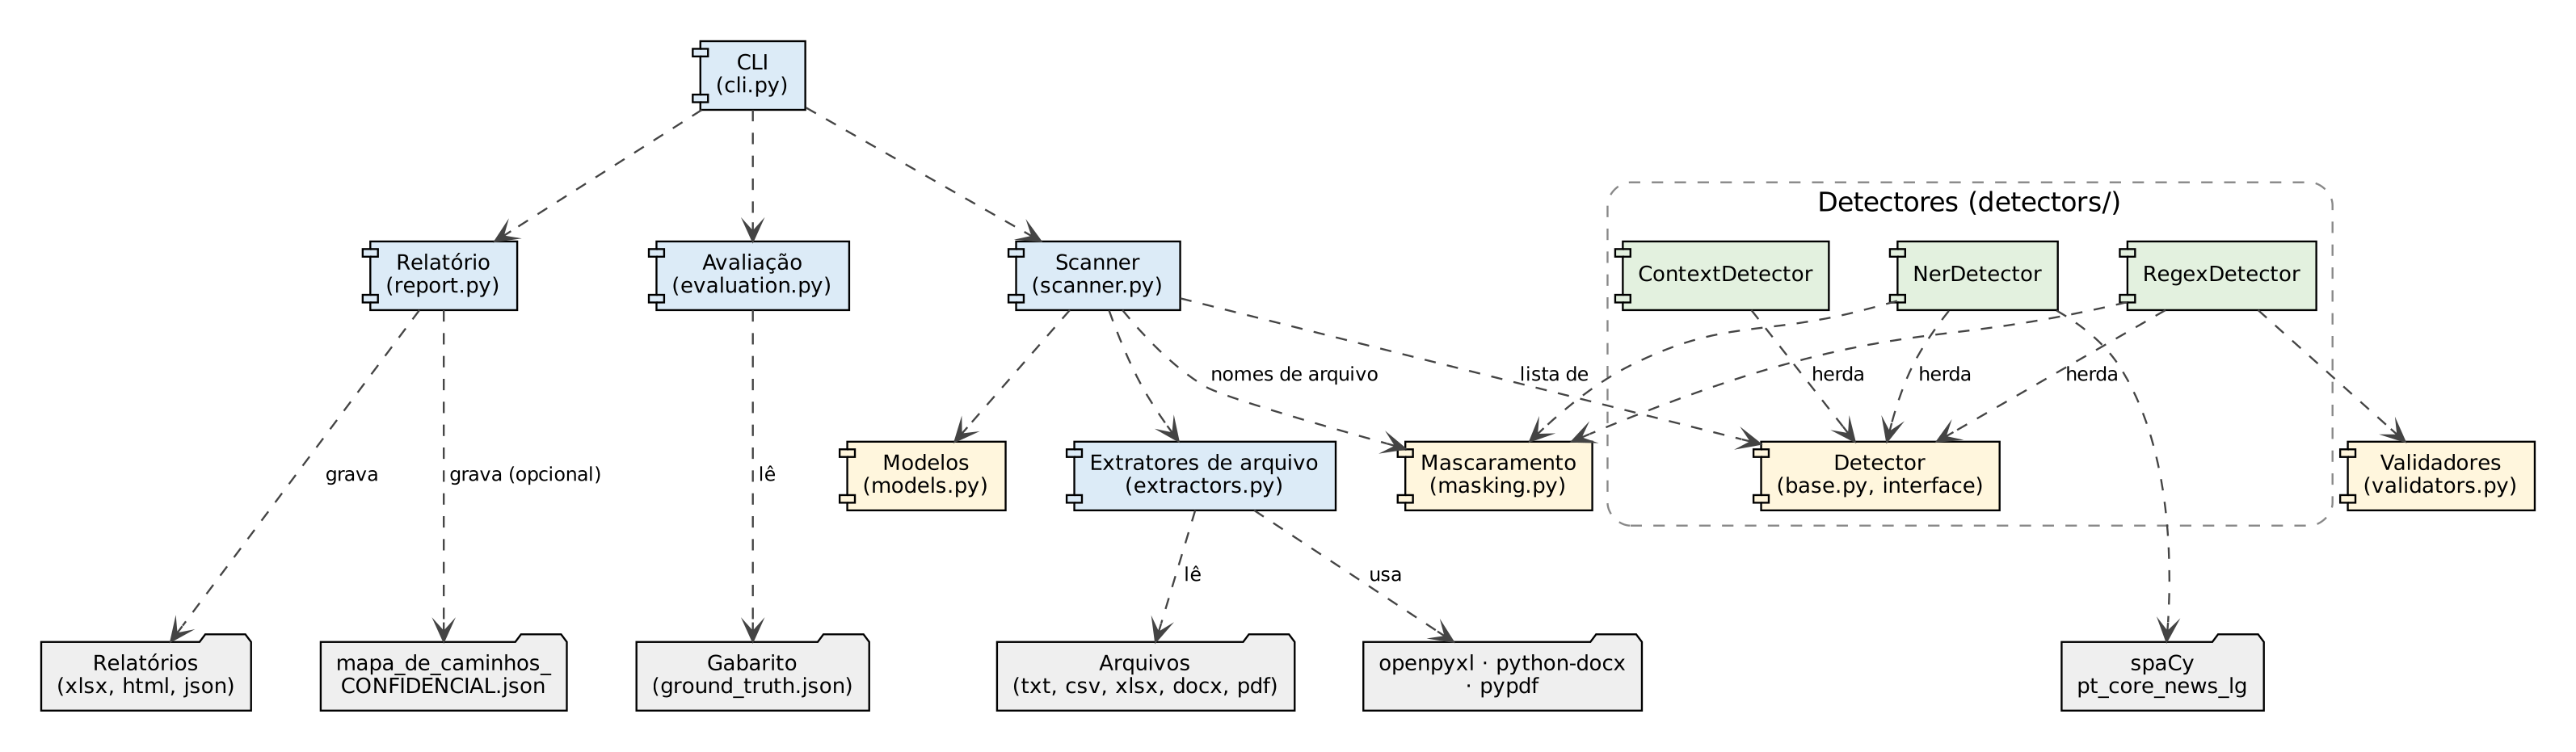 CLI
(cli.py)
Detectores (detectors/)
Relatório
(report.py)
Avaliação
(evaluation.py)
Scanner
(scanner.py)
ContextDetector
NerDetector
RegexDetector
nomes de arquivo
lista de
herda
herda
herda
grava
grava (opcional)
lê
Modelos
(models.py)
Extratores de arquivo
(extractors.py)
Mascaramento
(masking.py)
Detector
(base.py, interface)
Validadores
(validators.py)
lê
usa
Relatórios
(xlsx, html, json)
mapa_de_caminhos_
CONFIDENCIAL.json
Gabarito
(ground_truth.json)
Arquivos
(txt, csv, xlsx, docx, pdf)
openpyxl · python-docx
· pypdf
spaCy
pt_core_news_lg